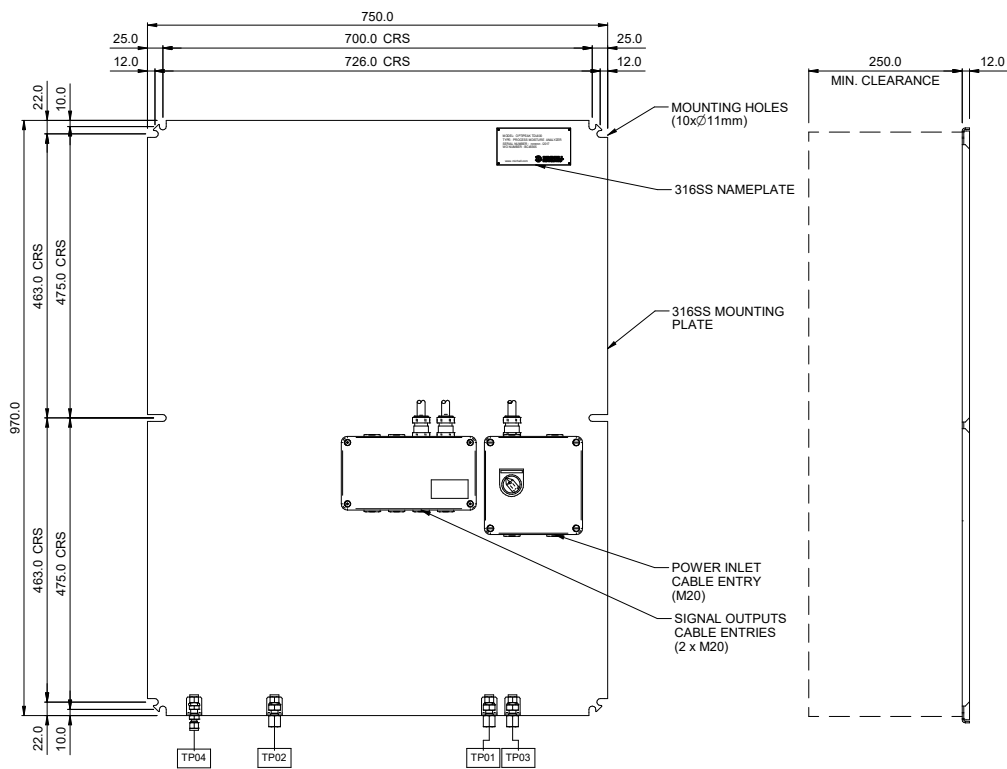 750.0
25.0
700.0 CRS
25.0
12.0
726.0 CRS
12.0
250.0
MIN. CLEARANCE
12.0
22.0
10.0
463.0 CRS
475.0 CRS
970.0
463.0 CRS
475.0 CRS
22.0
10.0
MOUNTING HOLES
(10xØ11mm)
316SS NAMEPLATE
316SS MOUNTING
PLATE
POWER INLET
CABLE ENTRY
(M20)
SIGNAL OUTPUTS
CABLE ENTRIES
(2 x M20)
TP04
TP02
TP01
TP03